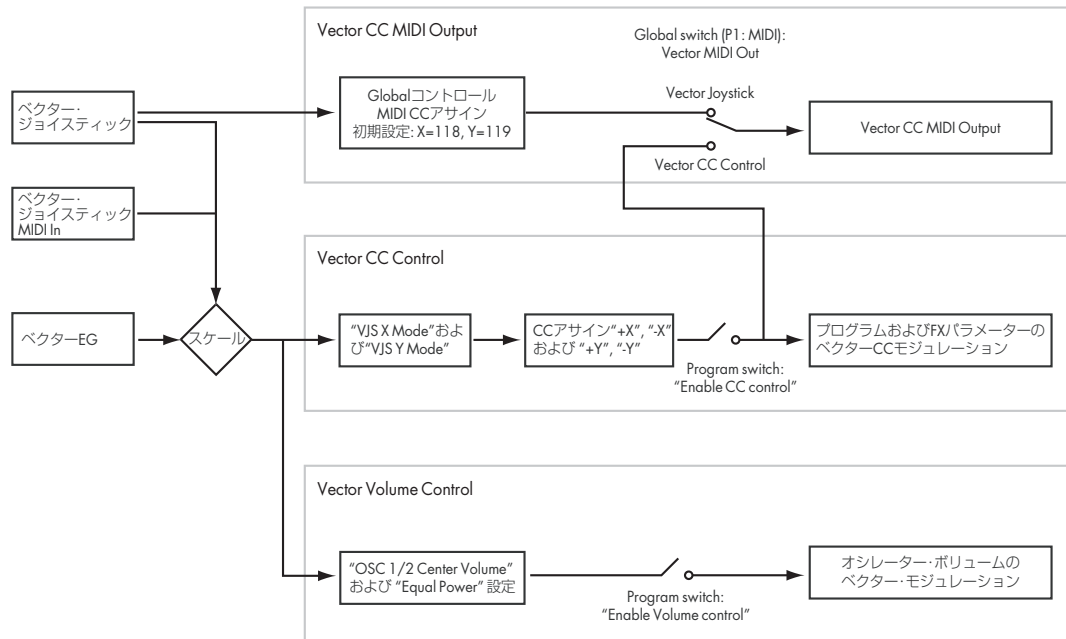 Vector CC MIDI Output
Global switch (P1: MIDI):
Vector MIDI Out
ベクター・
ジョイスティック
Globalコントロール
MIDI CCアサイン
初期設定: X=118, Y=119
Vector Joystick
Vector CC Control
Vector CC MIDI Output
ベクター・
ジョイスティック
MIDI In
Vector CC Control
ベクターEG
スケール
“VJS X Mode”およ
び“VJS Y Mode”
CCアサイン“+X”, “-X”
および “+Y”, “-Y”
Program switch:
“Enable CC control”
プログラムおよびFXパラメーターの
ベクターCCモジュレーション
Vector Volume Control
“OSC 1/2 Center Volume”
および “Equal Power” 設定
Program switch:
“Enable Volume control”
オシレーター・ボリュームの
ベクター・モジュレーション